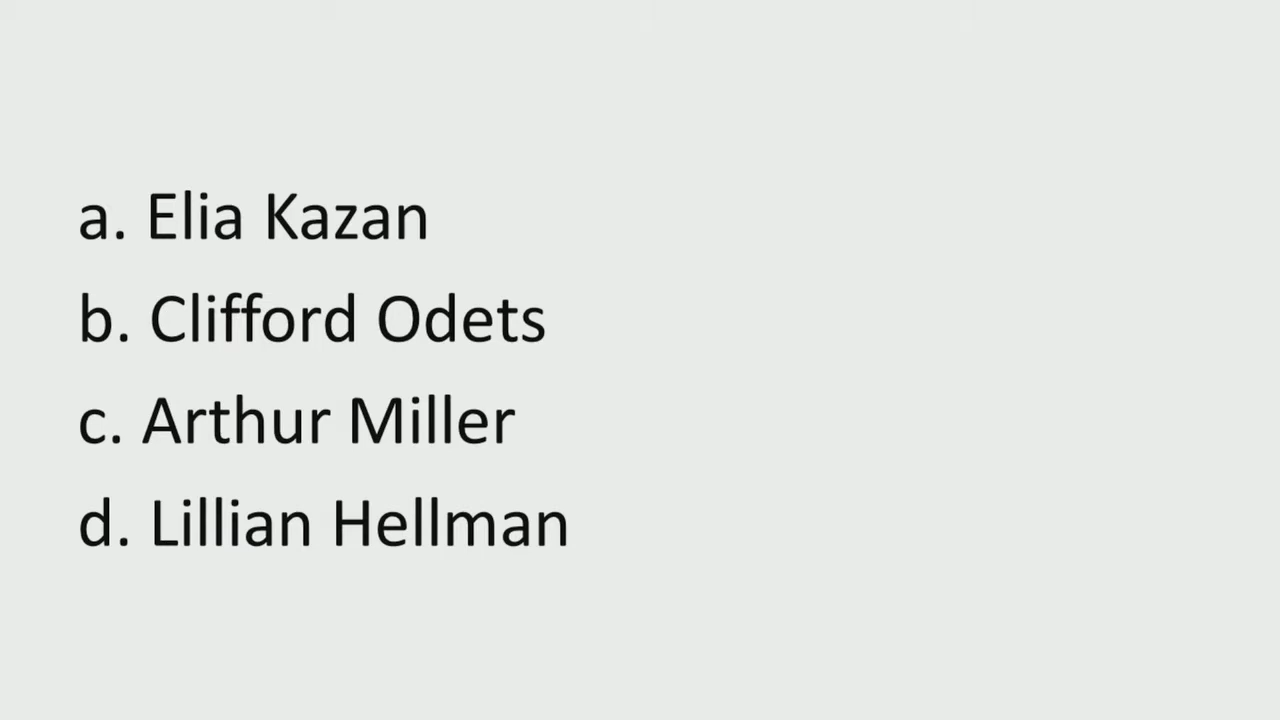 a. Elia Kazan
b. Clifford Odets
c. Arthur Miller
d. Lillian Hellman